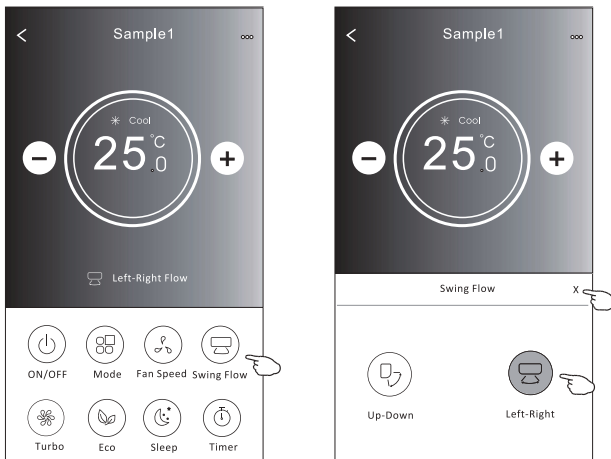 Sample1
Cool
25.0°C
Left-Right Flow
ON/OFF Mode Fan Speed Swing Flow
Turbo Eco Sleep Timer
Sample1
Cool
25.0°C
Swing Flow X
Up-Down Left-Right